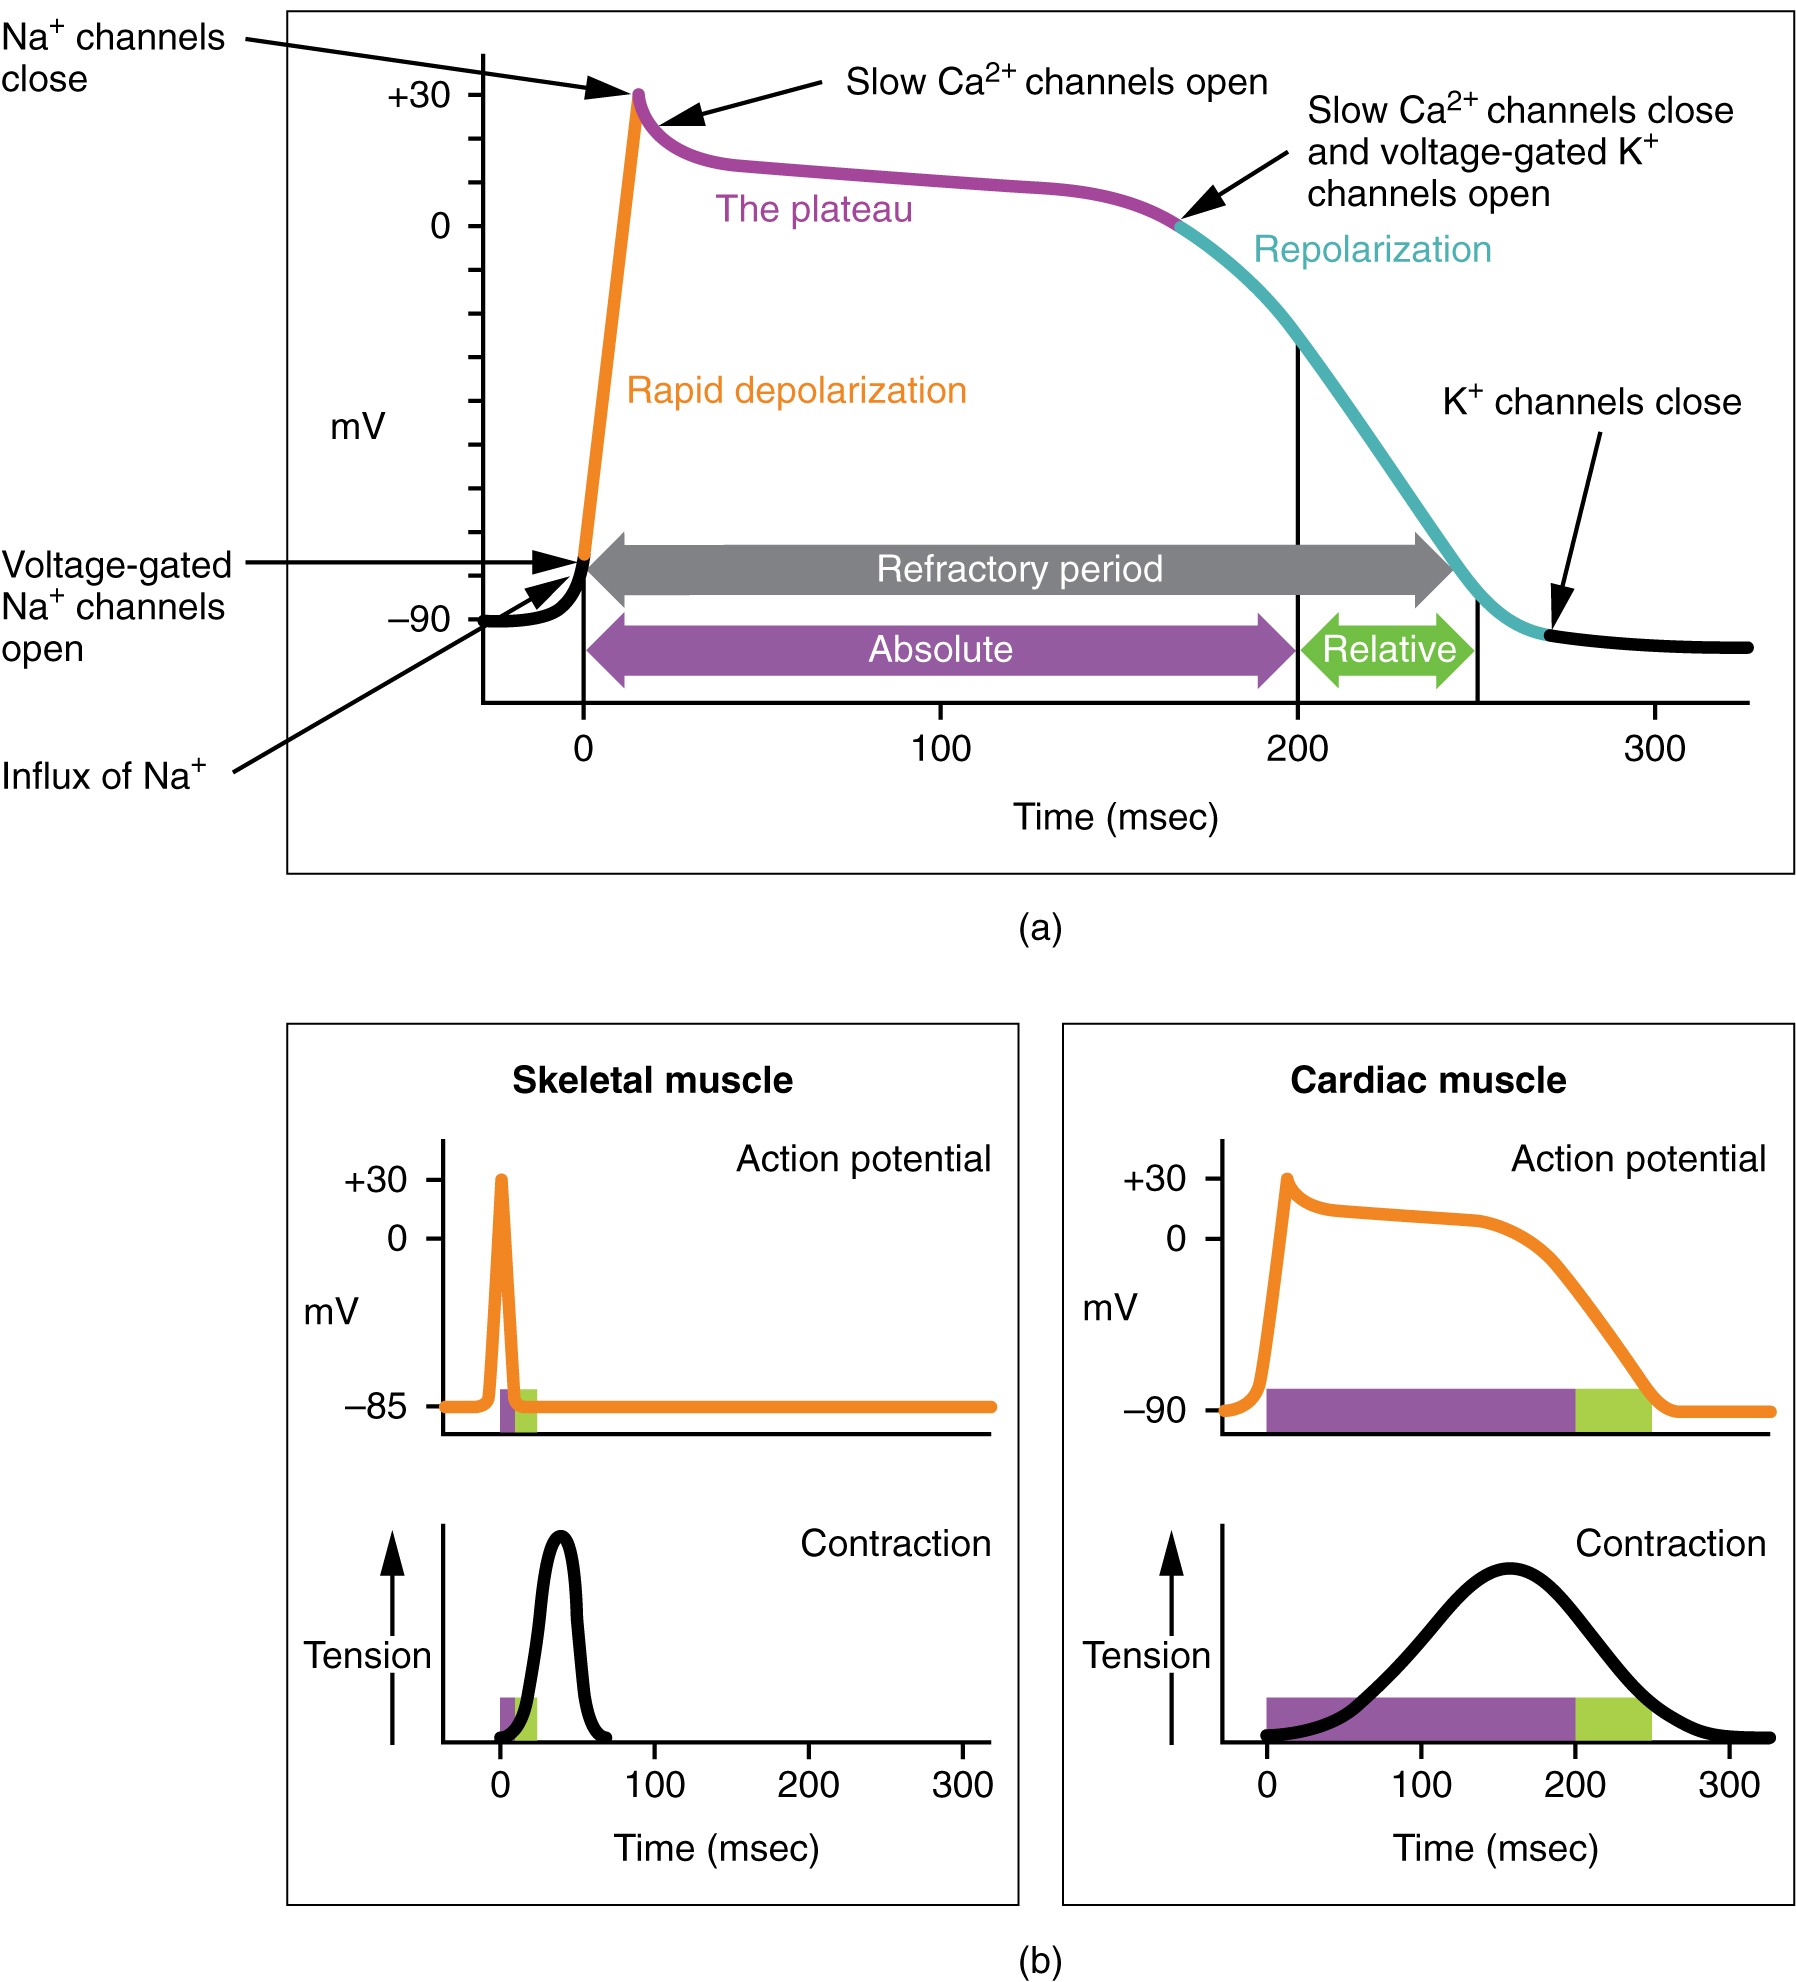 Na⁺ channels
close
+30
Slow Ca²⁺ channels open
Slow Ca²⁺ channels close
and voltage-gated K⁺
channels open
The plateau
0
Repolarization
Rapid depolarization
K⁺ channels close
mV
Voltage-gated
Na⁺ channels
open
Refractory period
–90
Absolute
Relative
Influx of Na⁺
0 100 200 300
Time (msec)
(a)
Skeletal muscle
Action potential
+30
0
mV
–85
Contraction
Tension
0 100 200 300
Time (msec)
Cardiac muscle
Action potential
+30
0
mV
–90
Contraction
Tension
0 100 200 300
Time (msec)
(b)